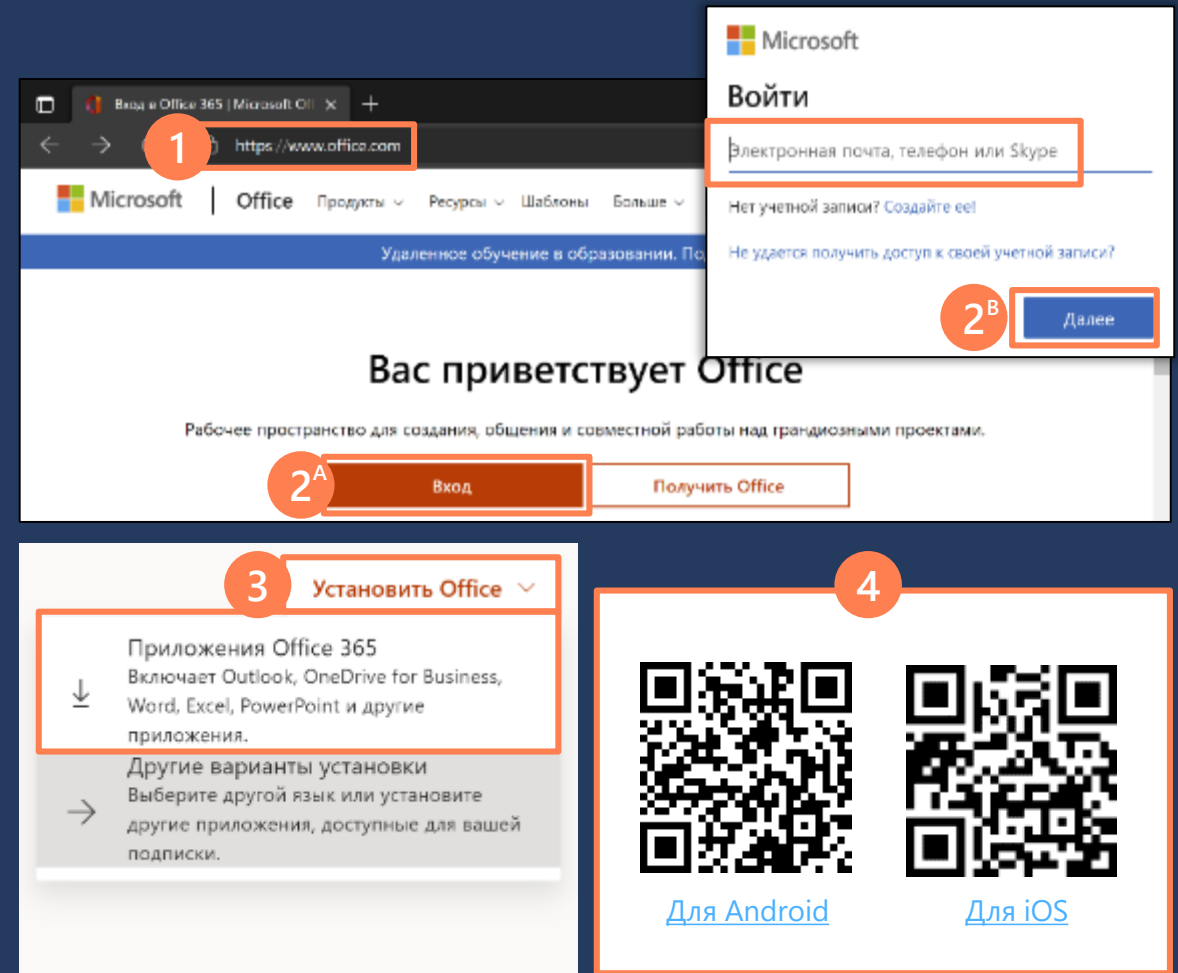 Microsoft
Войти
Электронная почта, телефон или Skype
Нет учетной записи? Создайте ее!
Не удается получить доступ к своей учетной записи?
2B
Далее
Вход в Office 365 | Microsoft Off
1
https://www.office.com
Microsoft | Office Продукты Ресурсы Шаблоны Больше
Удаленное обучение в образовании. По
Вас приветствует Office
Рабочее пространство для создания, общения и совместной работы над грандиозными проектами.
2A
Вход
Получить Office
3
Установить Office
Приложения Office 365
Включает Outlook, OneDrive for Business,
Word, Excel, PowerPoint и другие
приложения.
Другие варианты установки
Выберите другой язык или установите
другие приложения, доступные для вашей
подписки.
4
Для Android
Для iOS